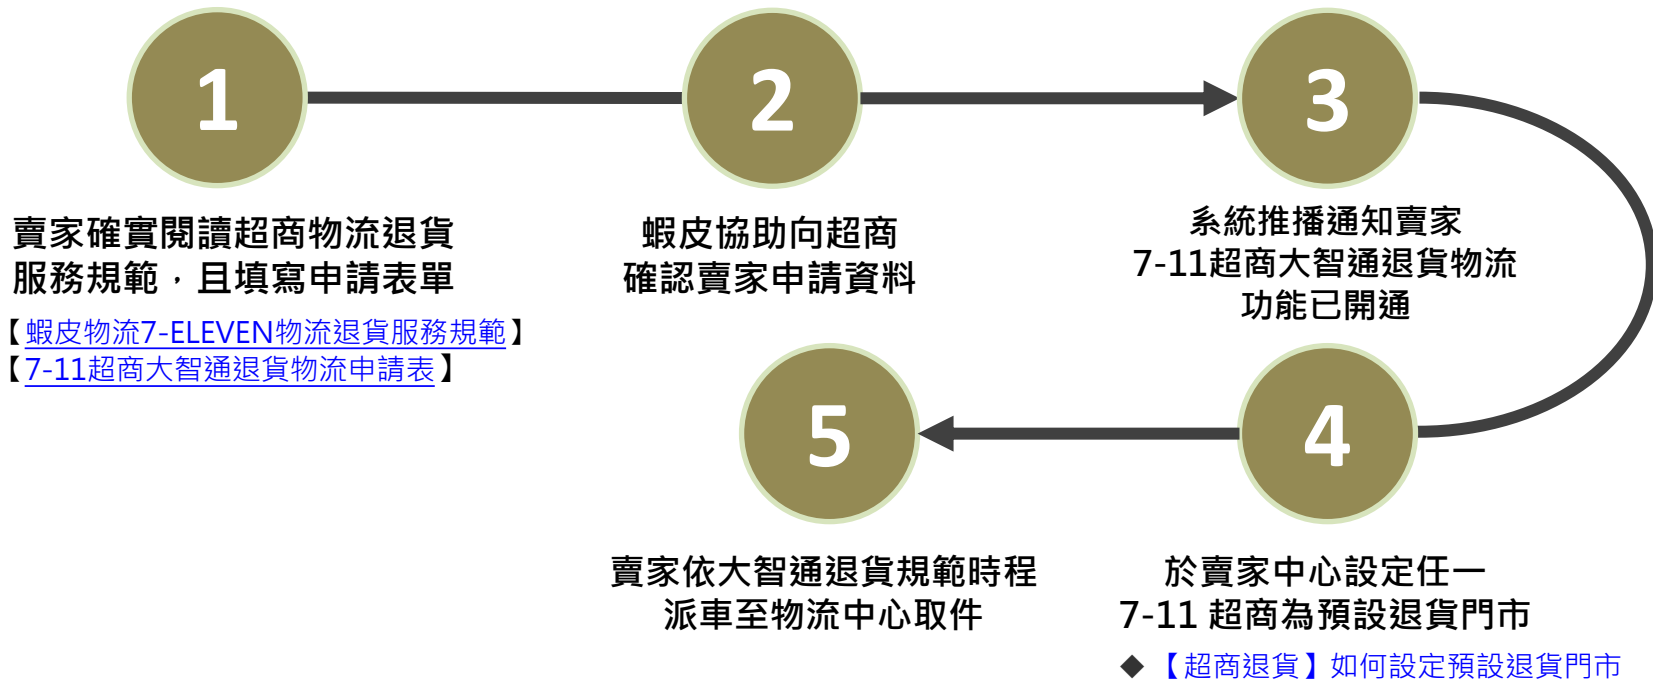 1
賣家確實閱讀超商物流退貨
服務規範，且填寫申請表單
【蝦皮物流7-ELEVEN物流退貨服務規範】
【7-11超商大智通退貨物流申請表】
2
蝦皮協助向超商
確認賣家申請資料
3
系統推播通知賣家
7-11超商大智通退貨物流
功能已開通
4
於賣家中心設定任一
7-11 超商為預設退貨門市
◆ 【超商退貨】如何設定預設退貨門市
5
賣家依大智通退貨規範時程
派車至物流中心取件